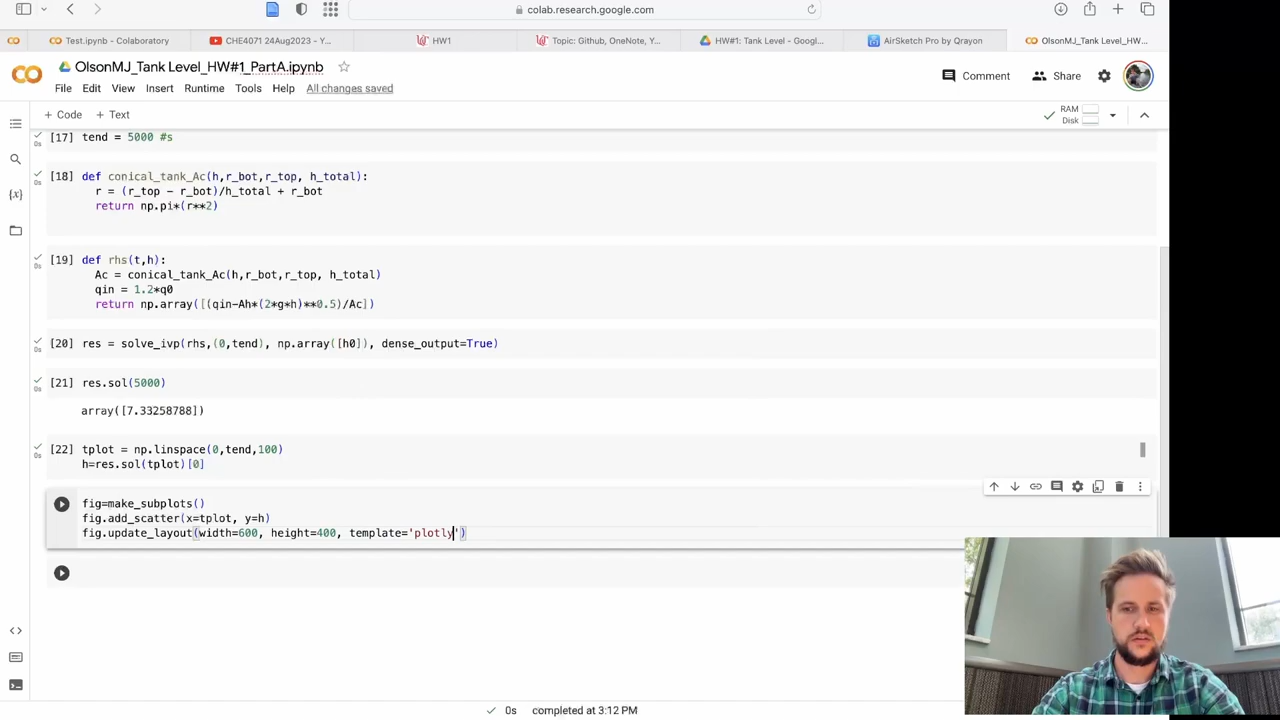 colab.research.google.com
Test.ipynb - Colaboratory
CHE4071 24Aug2023 - Y...
HW1
Topic: Github, OneNote, Y...
HW#1: Tank Level - Googl...
AirSketch Pro by Qrayon
OlsonMJ_Tank Level_HW...
OlsonMJ_Tank Level_HW#1_PartA.ipynb
Comment
Share
File Edit View Insert Runtime Tools Help All changes saved
+ Code + Text
RAM
Disk
[17] tend = 5000 #s
0s
[18] def conical_tank_Ac(h,r_bot,r_top, h_total):
0s
r = (r_top - r_bot)/h_total + r_bot
return np.pi*(r**2)
[19] def rhs(t,h):
0s
Ac = conical_tank_Ac(h,r_bot,r_top, h_total)
qin = 1.2*q0
return np.array([(qin-Ah*(2*g*h)**0.5)/Ac])
[20] res = solve_ivp(rhs,(0,tend), np.array([h0]), dense_output=True)
0s
[21] res.sol(5000)
0s
array([7.33258788])
[22] tplot = np.linspace(0,tend,100)
0s
h=res.sol(tplot)[0]
fig=make_subplots()
fig.add_scatter(x=tplot, y=h)
fig.update_layout(width=600, height=400, template='plotly')
{x}
0s completed at 3:12 PM